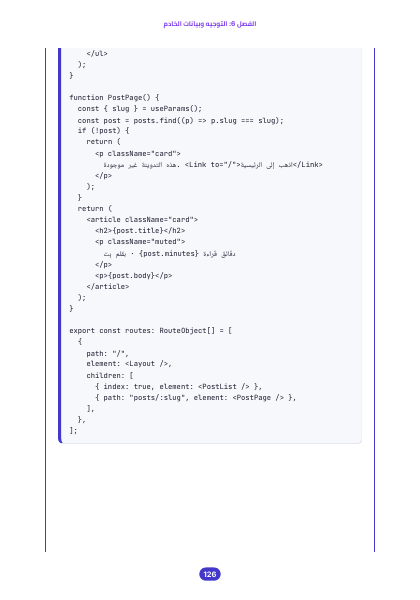 الفصل 6: التوجيه وبيانات الخادم
    </ul>
  );
}

function PostPage() {
  const { slug } = useParams();
  const post = posts.find((p) => p.slug === slug);
  if (!post) {
    return (
      <p className="card">
        هذه التدوينة غير موجودة. <Link to="/">اذهب إلى الرئيسية</Link>
      </p>
    );
  }
  return (
    <article className="card">
      <h2>{post.title}</h2>
      <p className="muted">
        بقلم بِت · {post.minutes} دقائق قراءة
      </p>
      <p>{post.body}</p>
    </article>
  );
}

export const routes: RouteObject[] = [
  {
    path: "/",
    element: <Layout />,
    children: [
      { index: true, element: <PostList /> },
      { path: "posts/:slug", element: <PostPage /> },
    ],
  },
];
126